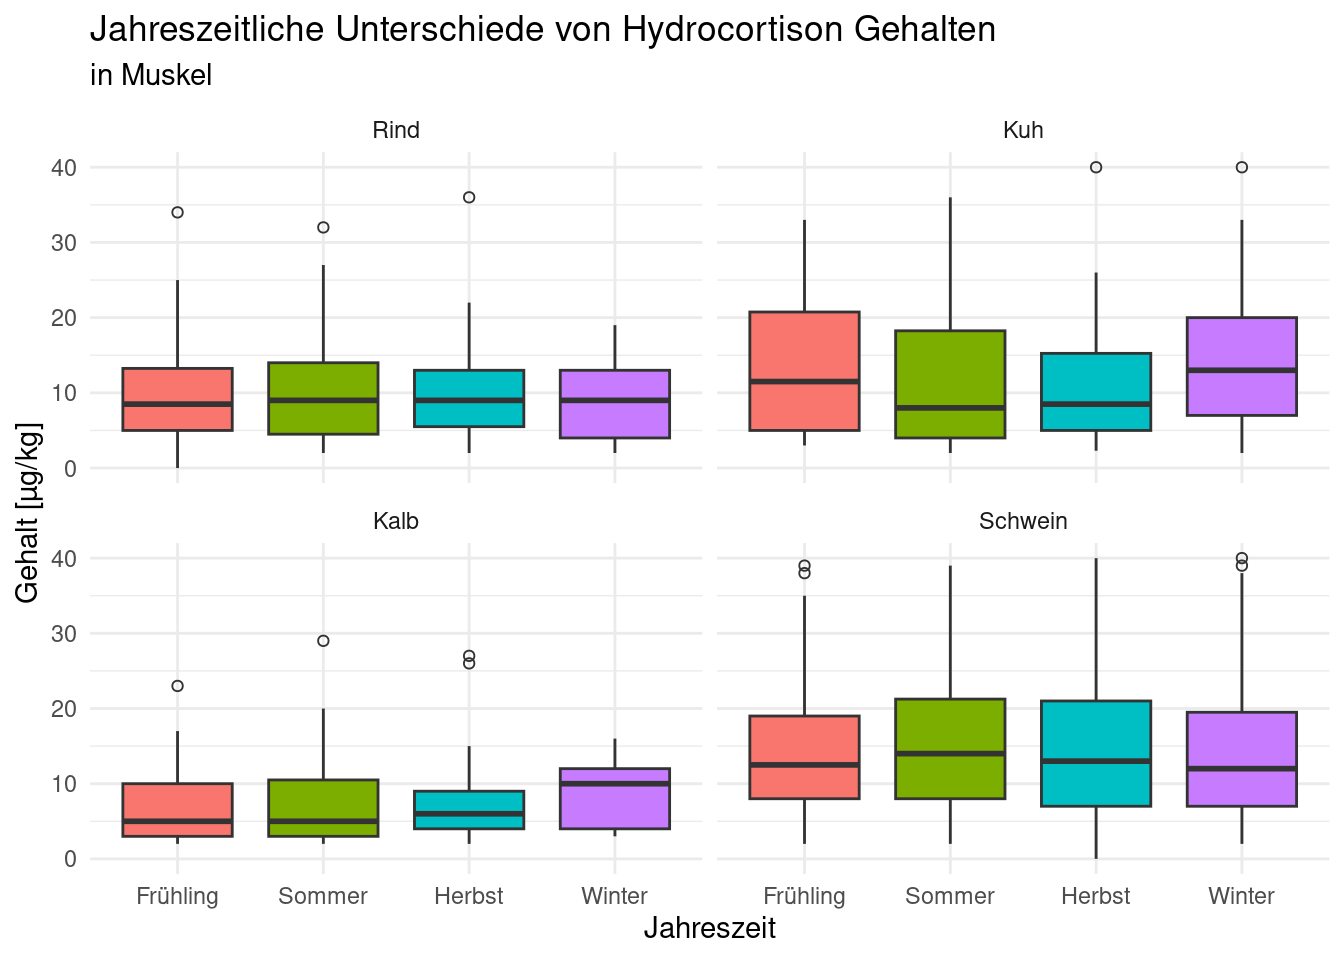 Jahreszeitliche Unterschiede von Hydrocortison Gehalten
in Muskel
Rind
Kuh
40
30
20
10
0
Kalb
Schwein
40
30
20
10
0
Gehalt [µg/kg]
Frühling
Sommer
Herbst
Winter
Frühling
Sommer
Herbst
Winter
Jahreszeit